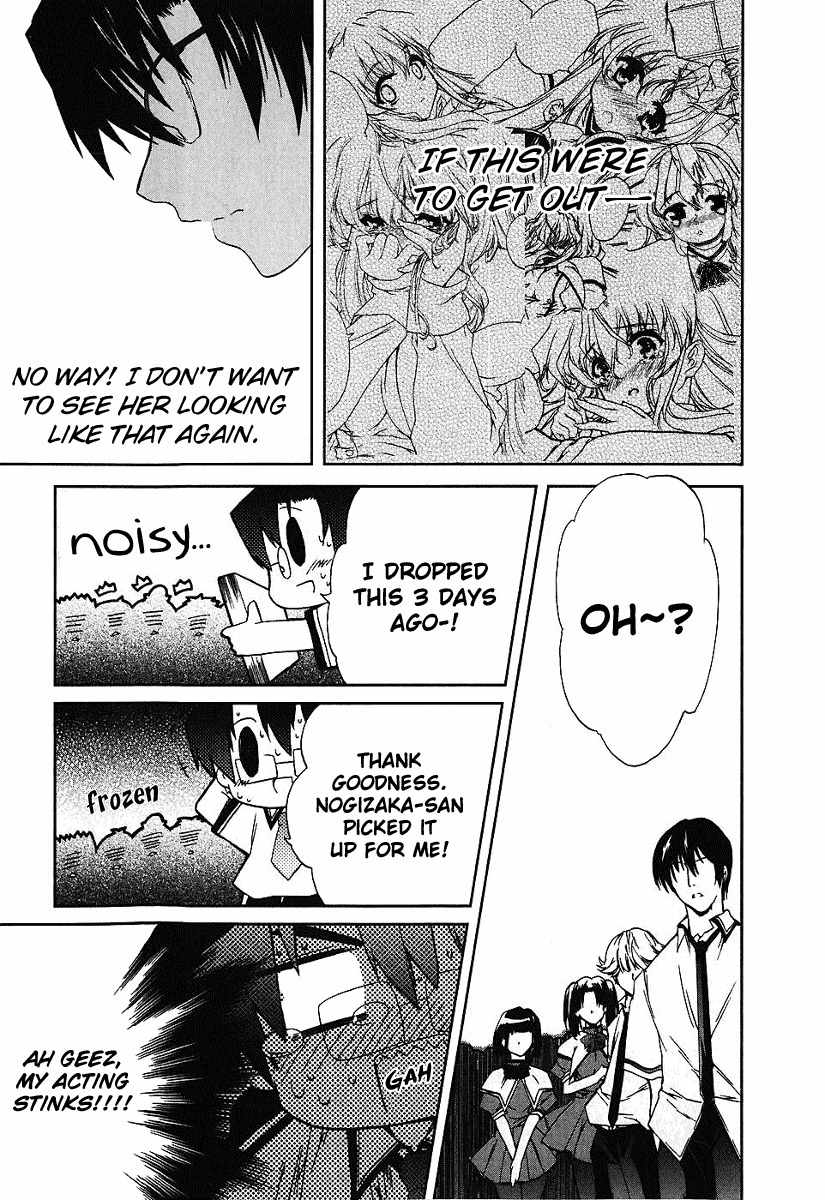 IF THIS WERE
TO GET OUT—
NO WAY! I DON'T WANT
TO SEE HER LOOKING
LIKE THAT AGAIN.
OH~?
I DROPPED
THIS 3 DAYS
AGO-!
noisy...
THANK
GOODNESS.
NOGIZAKA-SAN
PICKED IT
UP FOR ME!
frozen
GAH
AH GEEZ,
MY ACTING
STINKS!!!!